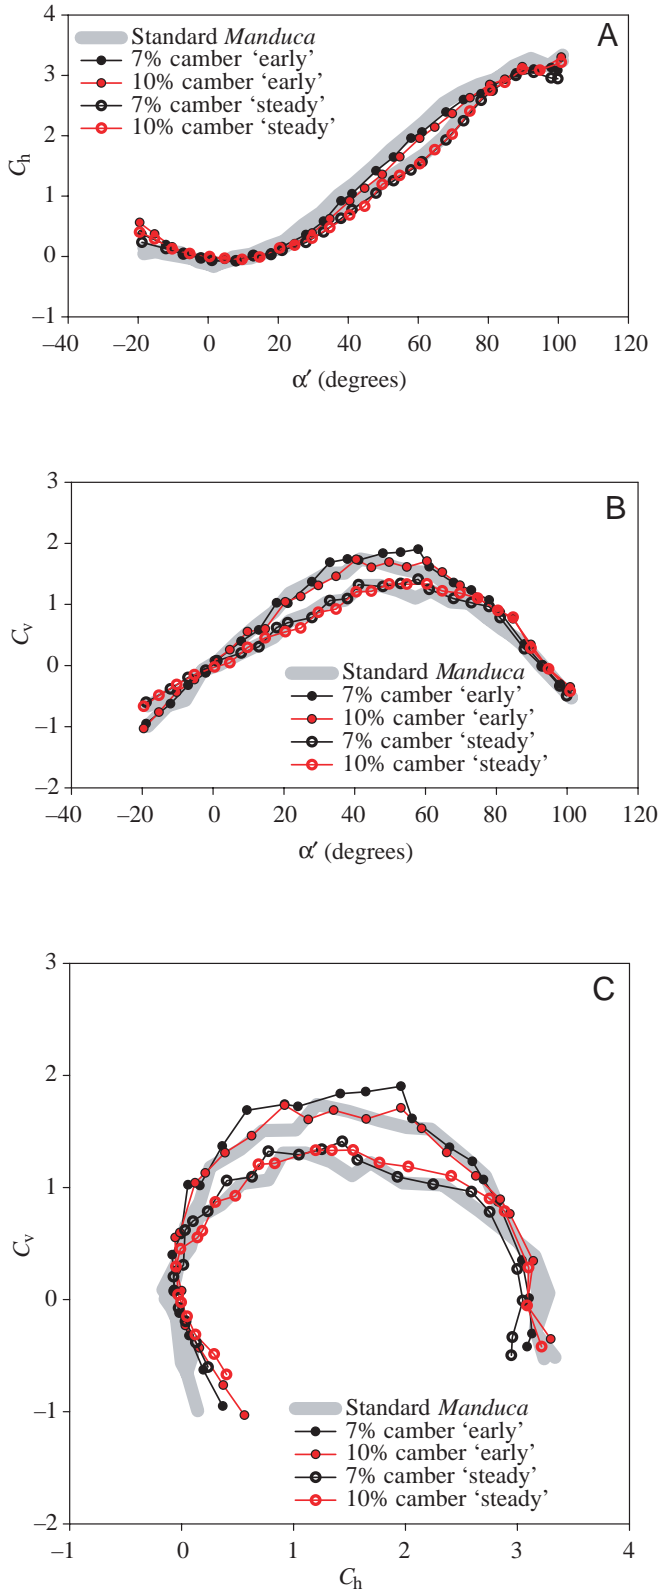 4
3
2
1
0
–1
C_h
A
Standard Manduca
7% camber ‘early’
10% camber ‘early’
7% camber ‘steady’
10% camber ‘steady’
–40 –20 0 20 40 60 80 100 120
α′ (degrees)
3
2
1
0
–1
–2
C_v
B
Standard Manduca
7% camber ‘early’
10% camber ‘early’
7% camber ‘steady’
10% camber ‘steady’
–40 –20 0 20 40 60 80 100 120
α′ (degrees)
3
2
1
0
–1
–2
C_v
C
Standard Manduca
7% camber ‘early’
10% camber ‘early’
7% camber ‘steady’
10% camber ‘steady’
–1 0 1 2 3 4
C_h